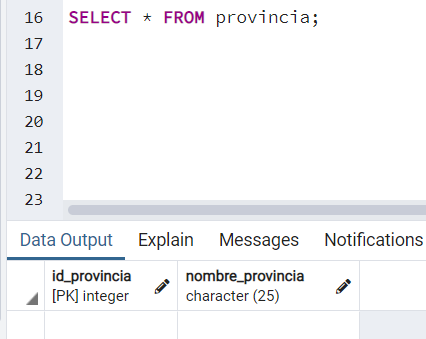 16 SELECT * FROM provincia;
17
18
19
20
21
22
23
Data Output Explain Messages Notifications
id_provincia nombre_provincia
[PK] integer character (25)